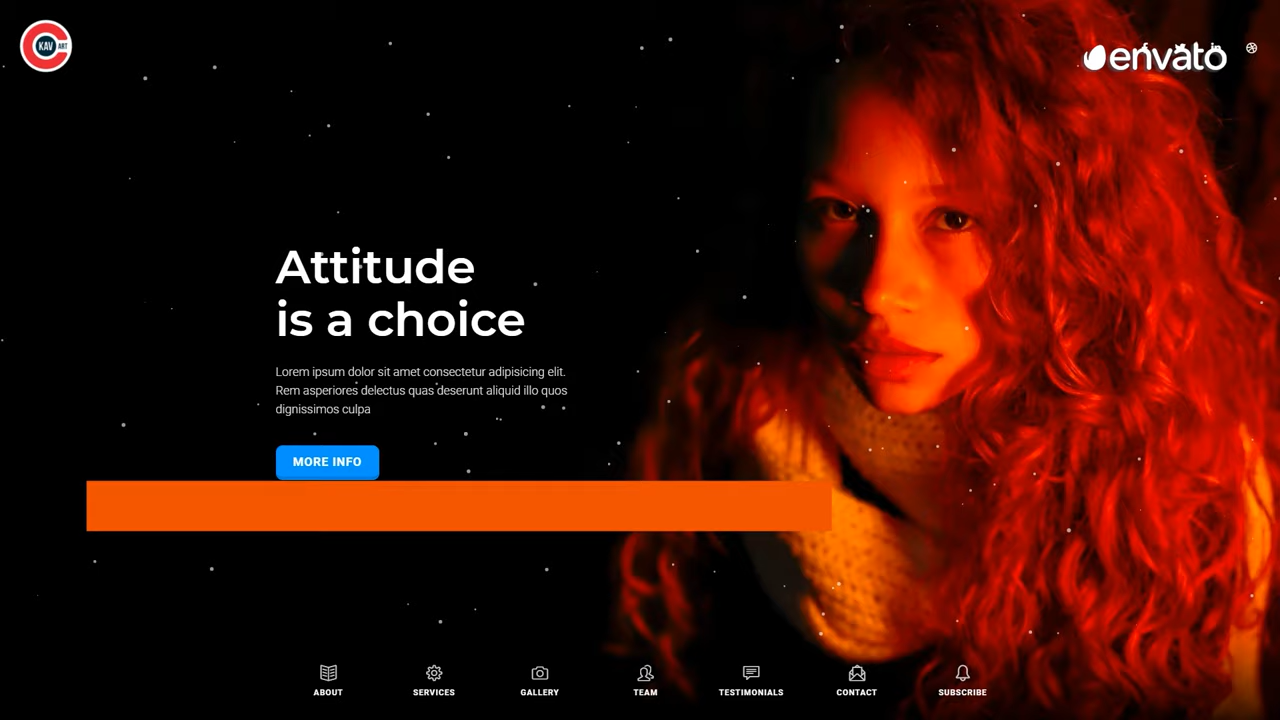 KAV ART
envato
in
Attitude
is a choice
Lorem ipsum dolor sit amet consectetur adipisicing elit.
Rem asperiores delectus quas deserunt aliquid illo quos
dignissimos culpa
MORE INFO
ABOUT SERVICES GALLERY TEAM TESTIMONIALS CONTACT SUBSCRIBE